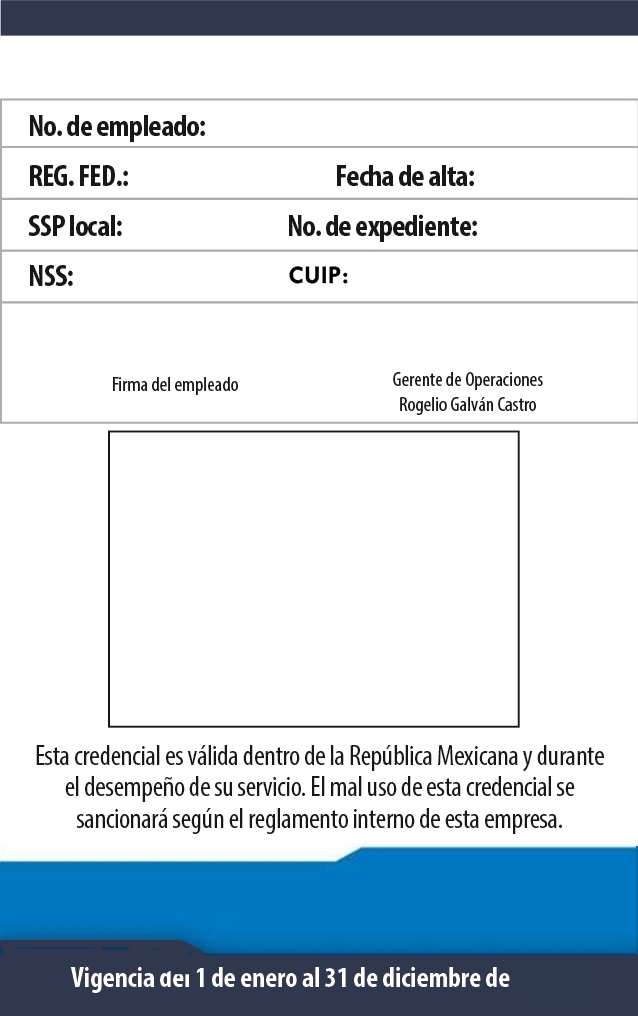 No. de empleado:
REG. FED.: Fecha de alta:
SSP local: No. de expediente:
NSS: CUIP:
Firma del empleado
Gerente de Operaciones
Rogelio Galván Castro
Esta credencial es válida dentro de la República Mexicana y durante
el desempeño de su servicio. El mal uso de esta credencial se
sancionará según el reglamento interno de esta empresa.
Vigencia del 1 de enero al 31 de diciembre de